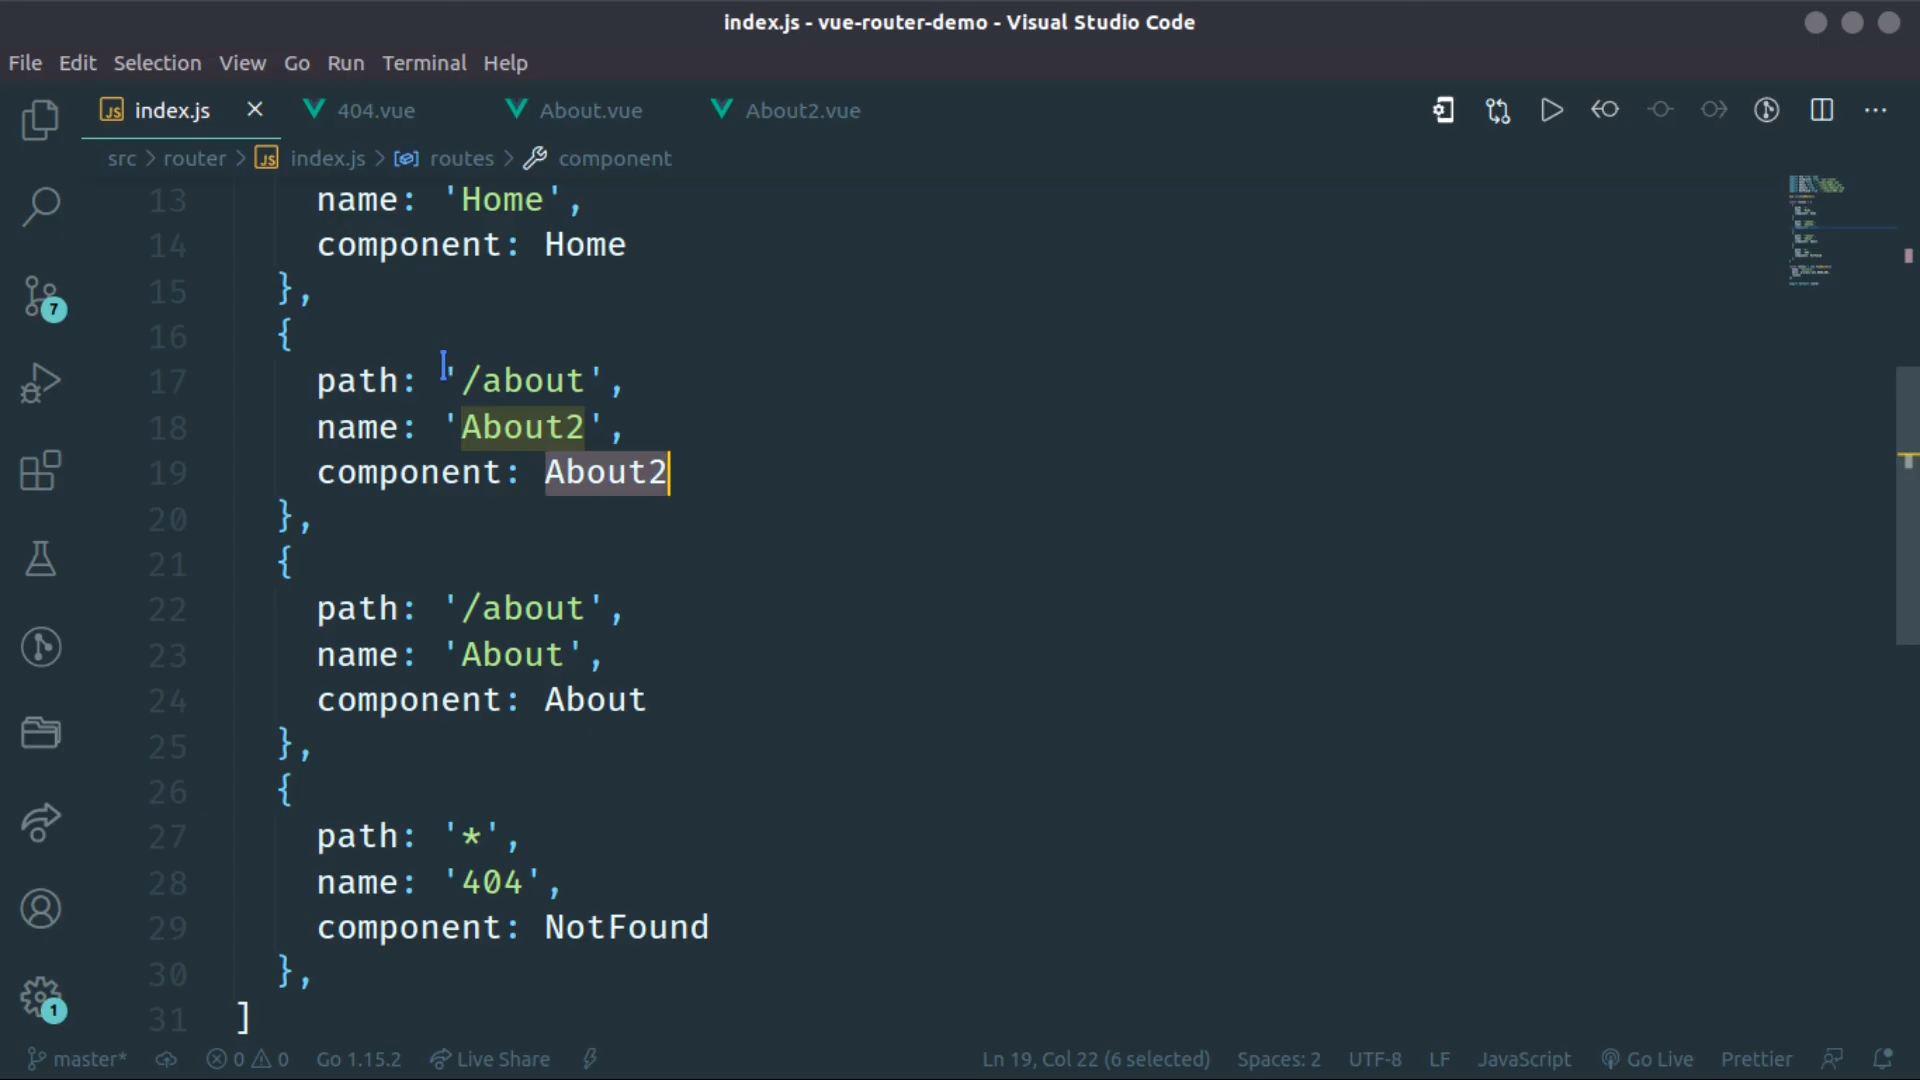 index.js - vue-router-demo - Visual Studio Code
File Edit Selection View Go Run Terminal Help
JS index.js 404.vue About.vue About2.vue
src > router > JS index.js > routes > component
13 name: 'Home',
14 component: Home
15 },
16 {
17 path: '/about',
18 name: 'About2',
19 component: About2
20 },
21 {
22 path: '/about',
23 name: 'About',
24 component: About
25 },
26 {
27 path: '*',
28 name: '404',
29 component: NotFound
30 },
31 ]
7
1
master* 0 0 Go 1.15.2 Live Share Ln 19, Col 22 (6 selected) Spaces: 2 UTF-8 LF JavaScript Go Live Prettier